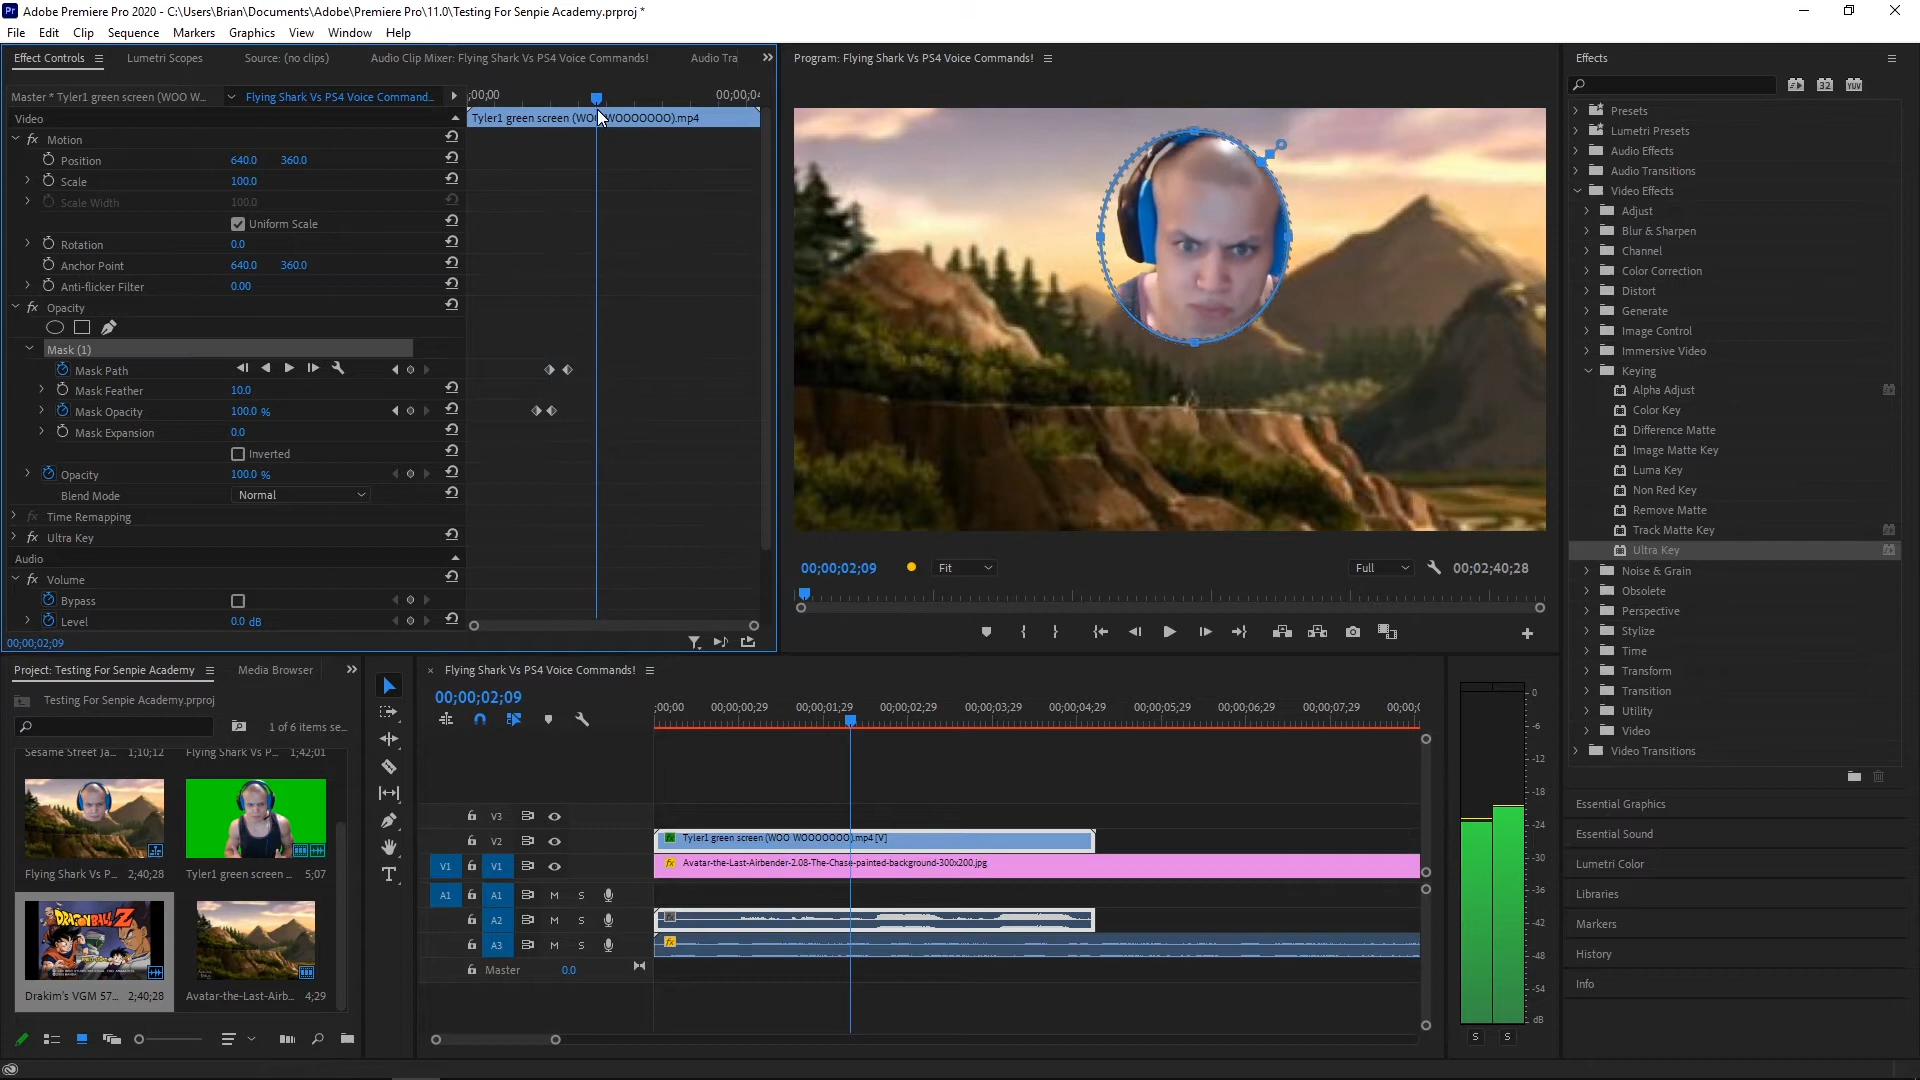 Adobe Premiere Pro 2020 - C:\Users\Brian\Documents\Adobe\Premiere Pro\11.0\Testing For Senpie Academy.prproj *
File Edit Clip Sequence Markers Graphics View Window Help
Effect Controls Lumetri Scopes Source: (no clips) Audio Clip Mixer: Flying Shark Vs PS4 Voice Commands! Audio Tra
Master * Tyler1 green screen (WOO W... Flying Shark Vs PS4 Voice Command...
;00;00 00;00;04
Video
Tyler1 green screen (WOO WOOOOOOO).mp4
Motion
Position 640.0 360.0
Scale 100.0
Scale Width 100.0
Uniform Scale
Rotation 0.0
Anchor Point 640.0 360.0
Anti-flicker Filter 0.00
Opacity
Mask (1)
Mask Path
Mask Feather 10.0
Mask Opacity 100.0 %
Mask Expansion 0.0
Inverted
Opacity 100.0 %
Blend Mode Normal
Time Remapping
Ultra Key
Audio
Volume
Bypass
Level 0.0 dB
00;00;02;09
Program: Flying Shark Vs PS4 Voice Commands!
00;00;02;09 Fit Full 00;02;40;28
Effects
32 YUV
Presets
Lumetri Presets
Audio Effects
Audio Transitions
Video Effects
Adjust
Blur & Sharpen
Channel
Color Correction
Distort
Generate
Image Control
Immersive Video
Keying
Alpha Adjust
Color Key
Difference Matte
Image Matte Key
Luma Key
Non Red Key
Remove Matte
Track Matte Key
Ultra Key
Noise & Grain
Obsolete
Perspective
Stylize
Time
Transform
Transition
Utility
Video
Video Transitions
Essential Graphics
Essential Sound
Lumetri Color
Libraries
Markers
History
Info
Project: Testing For Senpie Academy Media Browser
Testing For Senpie Academy.prproj
1 of 6 items se...
Sesame Street Ja... 1;10;12 Flying Shark Vs P... 1;42;01
Flying Shark Vs P... 2;40;28 Tyler1 green screen ... 5;07
DRAGONBALL Z
Drakim's VGM 57... 2;40;28 Avatar-the-Last-Airb... 4;29
Flying Shark Vs PS4 Voice Commands!
00;00;02;09
;00;00 00;00;00;29 00;00;01;29 00;00;02;29 00;00;03;29 00;00;04;29 00;00;05;29 00;00;06;29 00;00;07;29 00;00;0
V3
V2 Tyler1 green screen (WOO WOOOOOOO).mp4 [V]
V1 V1 Avatar-the-Last-Airbender-2.08-The-Chase-painted-background-300x200.jpg
A1 A1 M S
A2 M S
A3 M S
Master 0.0
0
-6
-12
-18
-24
-30
-36
-42
-48
-54
dB
S S